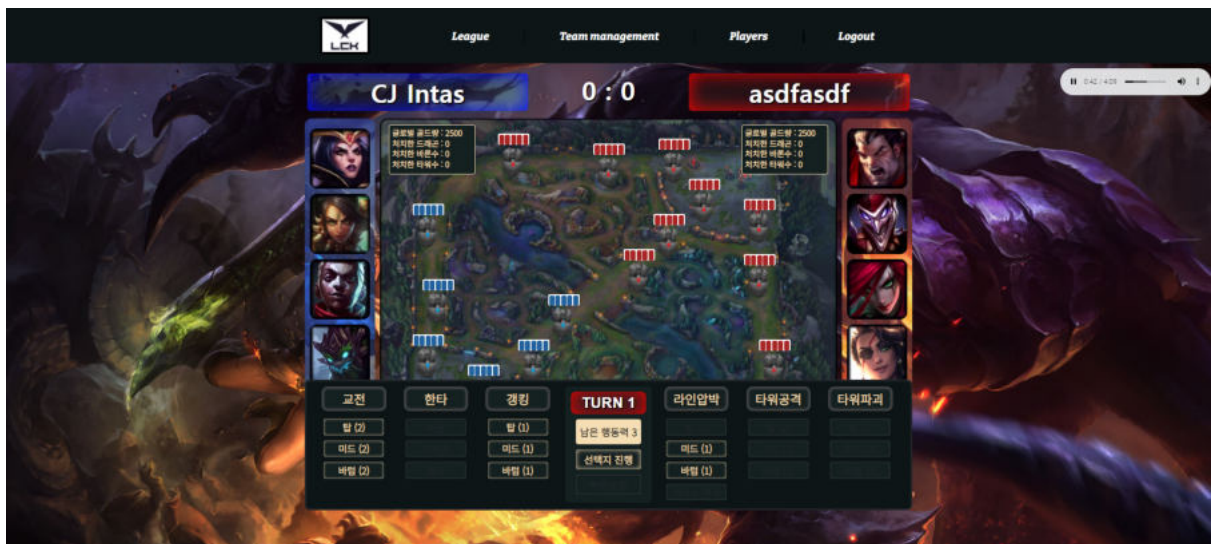 LCK
League
Team management
Players
Logout
CJ Intas
0 : 0
asdfasdf
0:42 / 4:09
글로벌 골드량 : 2500
처치한 드래곤 : 0
처치한 바론수 : 0
처치한 타워수 : 0
글로벌 골드량 : 2500
처치한 드래곤 : 0
처치한 바론수 : 0
처치한 타워수 : 0
교전
한타
갱킹
TURN 1
라인압박
타워공격
타워파괴
탑 (2)
탑 (1)
남은 행동력 3
미드 (2)
미드 (1)
미드 (1)
선택지 진행
바텀 (2)
바텀 (1)
바텀 (1)